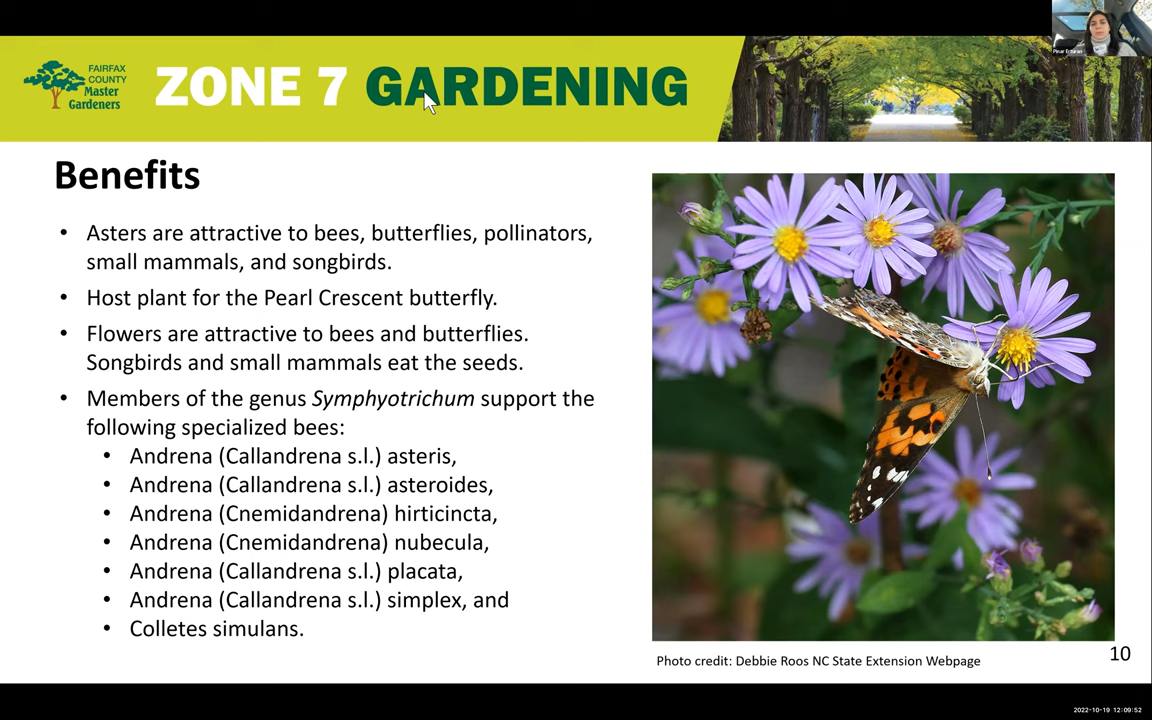 FAIRFAX
COUNTY
Master
Gardeners
ZONE 7 GARDENING
Pinar Erturan
Benefits
• Asters are attractive to bees, butterflies, pollinators,
small mammals, and songbirds.
• Host plant for the Pearl Crescent butterfly.
• Flowers are attractive to bees and butterflies.
Songbirds and small mammals eat the seeds.
• Members of the genus Symphyotrichum support the
following specialized bees:
• Andrena (Callandrena s.l.) asteris,
• Andrena (Callandrena s.l.) asteroides,
• Andrena (Cnemidandrena) hirticincta,
• Andrena (Cnemidandrena) nubecula,
• Andrena (Callandrena s.l.) placata,
• Andrena (Callandrena s.l.) simplex, and
• Colletes simulans.
Photo credit: Debbie Roos NC State Extension Webpage
10
2022-10-19 12:09:52